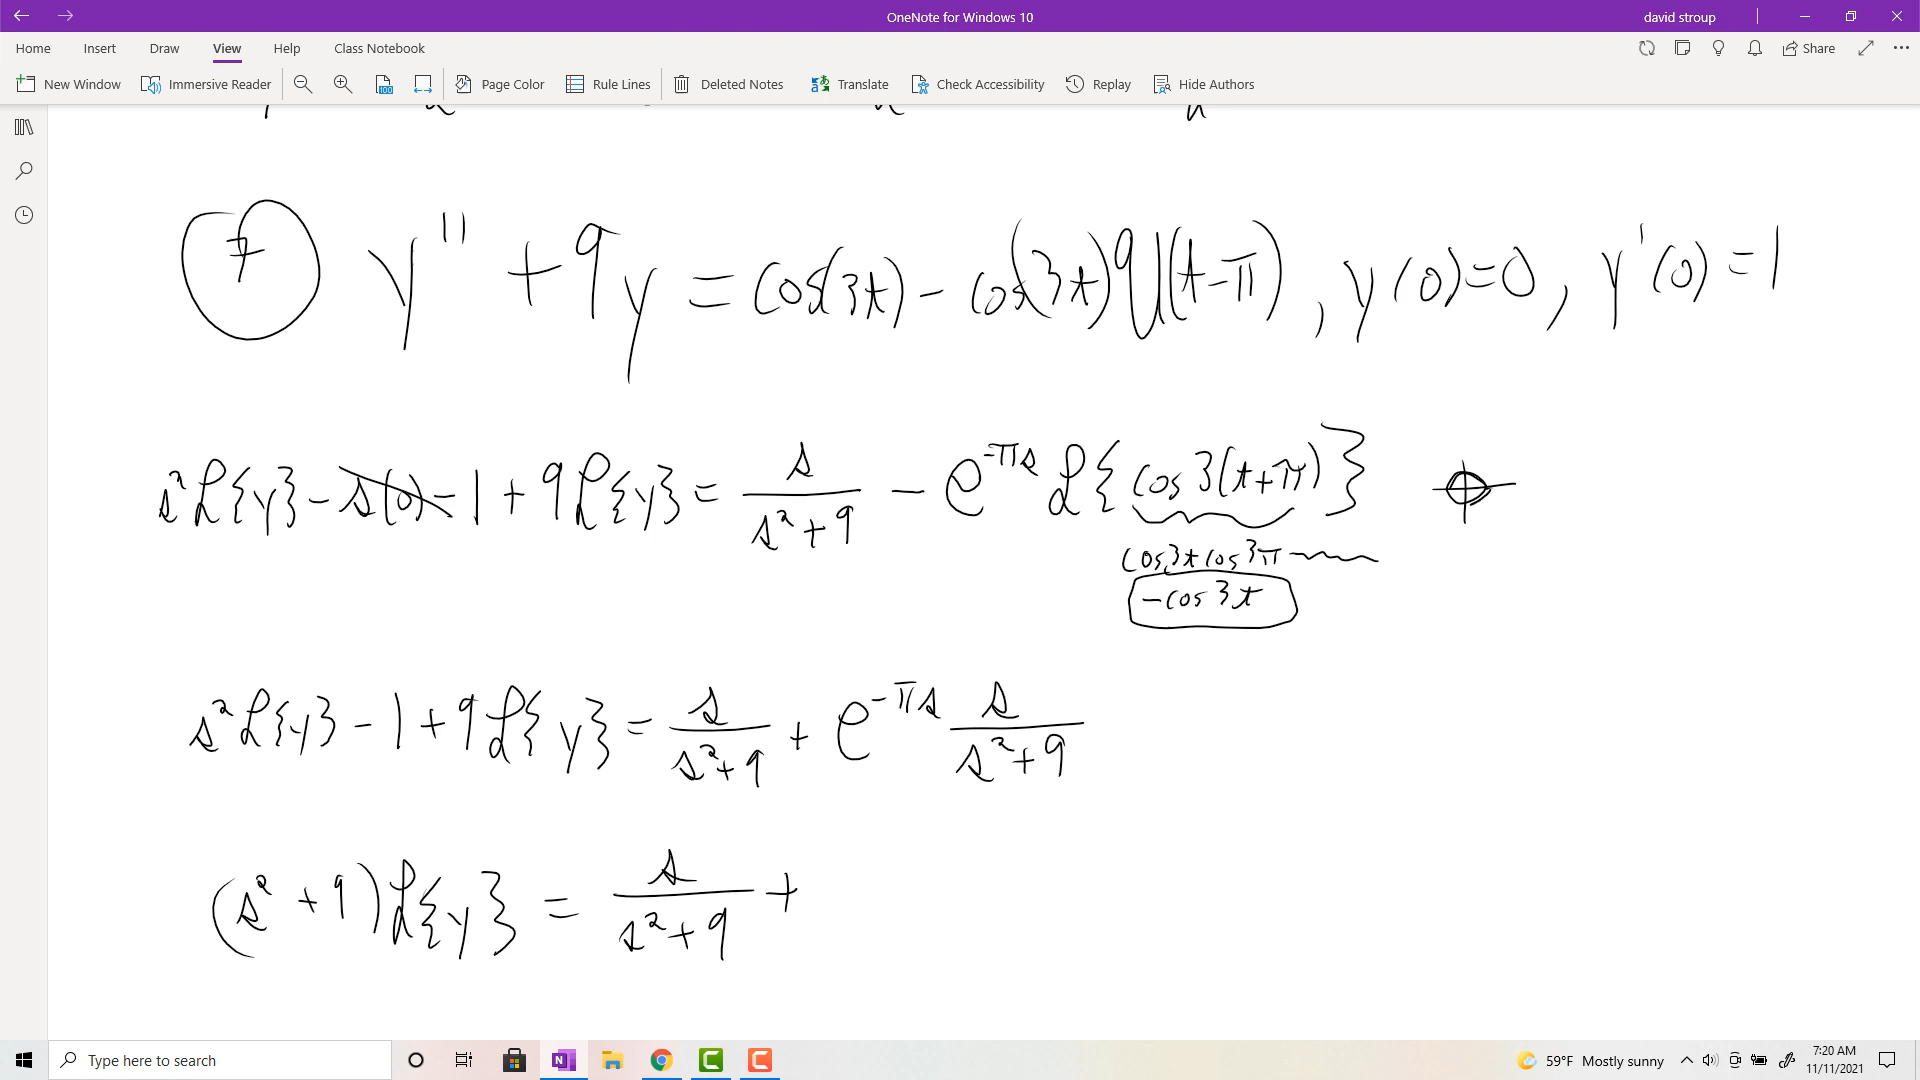 OneNote for Windows 10
david stroup
Home Insert Draw View Help Class Notebook
Share
New Window Immersive Reader 100 Page Color Rule Lines Deleted Notes Translate Check Accessibility Replay Hide Authors
7 y'' + 9y = cos(3t) - cos(3t)𝒰(t-π), y(0)=0, y'(0)=1
s²ℒ{y} - s(0) - 1 + 9ℒ{y} = s/(s²+9) - e^(-πs) ℒ{cos 3(t+π)}
cos 3t cos 3π
-cos 3t
s²ℒ{y} - 1 + 9ℒ{y} = s/(s²+9) + e^(-πs) s/(s²+9)
(s²+9)ℒ{y} = s/(s²+9) +
Type here to search
59°F Mostly sunny
7:20 AM
11/11/2021